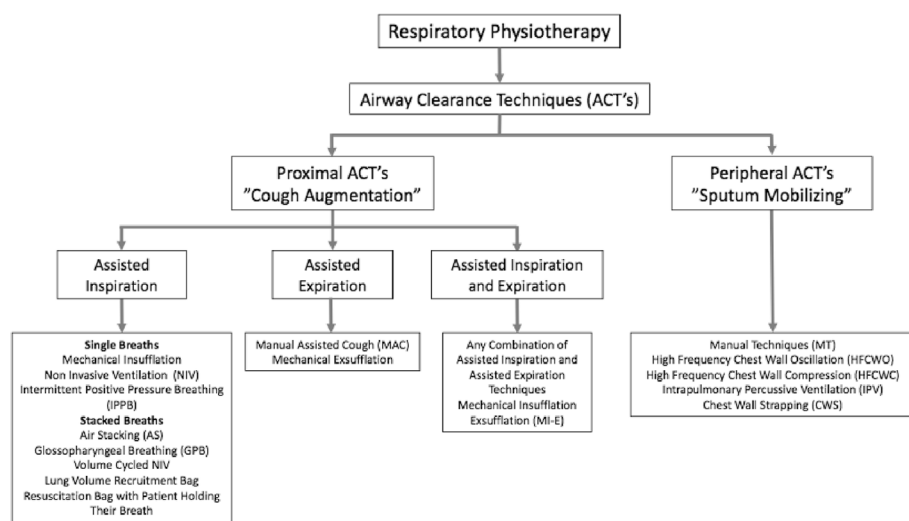 Respiratory Physiotherapy
Airway Clearance Techniques (ACT's)
Proximal ACT's
"Cough Augmentation"
Peripheral ACT's
"Sputum Mobilizing"
Assisted
Inspiration
Assisted
Expiration
Assisted Inspiration
and Expiration
Single Breaths
Mechanical Insufflation
Non Invasive Ventilation (NIV)
Intermittent Positive Pressure Breathing
(IPPB)
Stacked Breaths
Air Stacking (AS)
Glossopharyngeal Breathing (GPB)
Volume Cycled NIV
Lung Volume Recruitment Bag
Resuscitation Bag with Patient Holding
Their Breath
Manual Assisted Cough (MAC)
Mechanical Exsufflation
Any Combination of
Assisted Inspiration and
Assisted Expiration
Techniques
Mechanical Insufflation
Exsufflation (MI-E)
Manual Techniques (MT)
High Frequency Chest Wall Oscillation (HFCWO)
High Frequency Chest Wall Compression (HFCWC)
Intrapulmonary Percussive Ventilation (IPV)
Chest Wall Strapping (CWS)